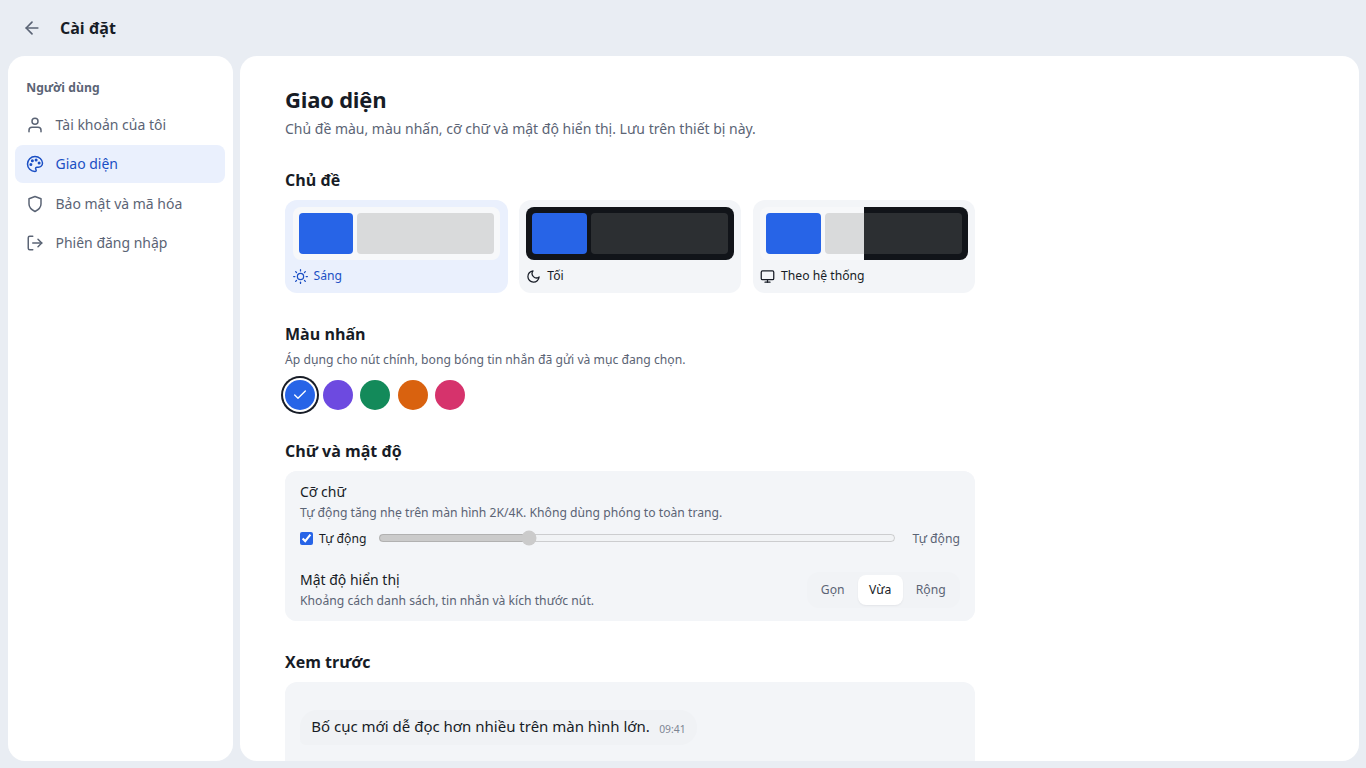 Cài đặt
Người dùng
Tài khoản của tôi
Giao diện
Bảo mật và mã hóa
Phiên đăng nhập
Giao diện
Chủ đề màu, màu nhấn, cỡ chữ và mật độ hiển thị. Lưu trên thiết bị này.
Chủ đề
Sáng
Tối
Theo hệ thống
Màu nhấn
Áp dụng cho nút chính, bong bóng tin nhắn đã gửi và mục đang chọn.
Chữ và mật độ
Cỡ chữ
Tự động tăng nhẹ trên màn hình 2K/4K. Không dùng phóng to toàn trang.
Tự động
Tự động
Mật độ hiển thị
Khoảng cách danh sách, tin nhắn và kích thước nút.
Gọn
Vừa
Rộng
Xem trước
Bố cục mới dễ đọc hơn nhiều trên màn hình lớn. 09:41